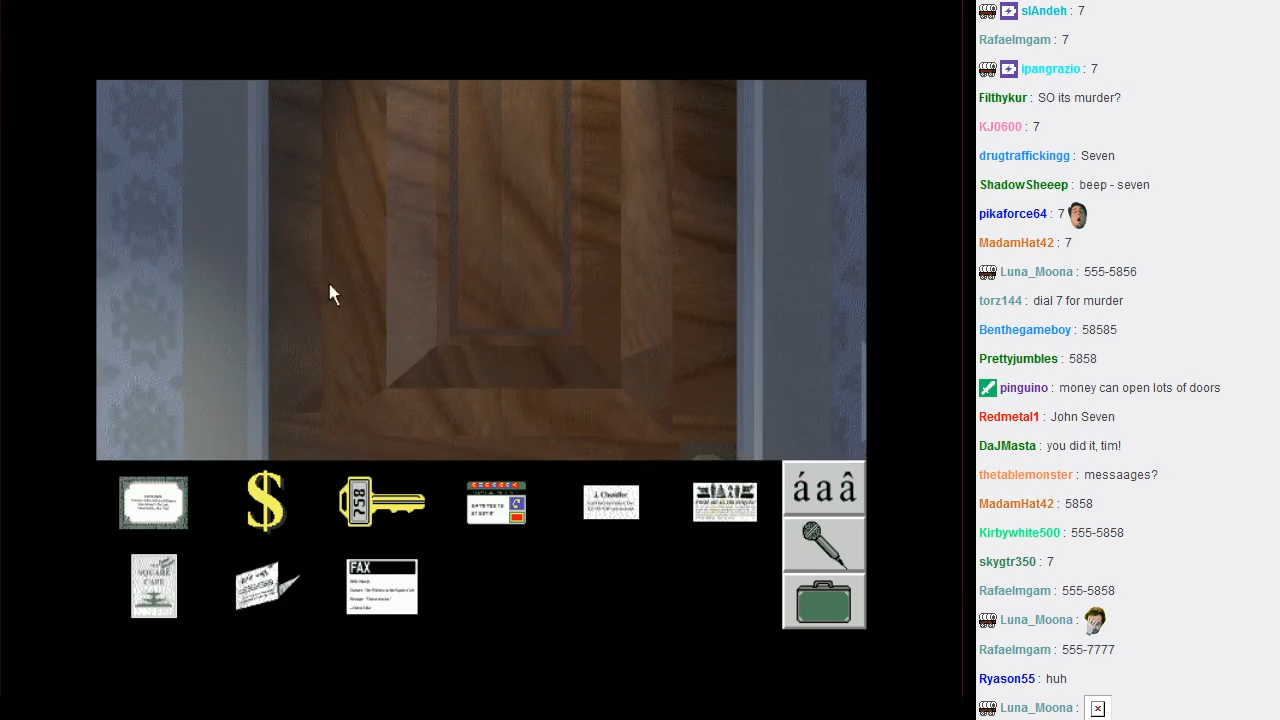 slAndeh : 7
Rafaelmgam : 7
ipangrazio : 7
Filthykur : SO its murder?
KJ0600 : 7
drugtraffickingg : Seven
ShadowSheeep : beep - seven
pikaforce64 : 7
MadamHat42 : 7
Luna_Moona : 555-5856
torz144 : dial 7 for murder
Benthegameboy : 58585
Prettyjumbles : 5858
pinguino : money can open lots of doors
Redmetal1 : John Seven
DaJMasta : you did it, tim!
thetablemonster : messaages?
MadamHat42 : 5858
Kirbywhite500 : 555-5858
skygtr350 : 7
Rafaelmgam : 555-5858
Luna_Moona :
Rafaelmgam : 555-7777
Ryason55 : huh
Luna_Moona :
$
758
J. Chandler
á a â
SQUARE
CAFE
FAX